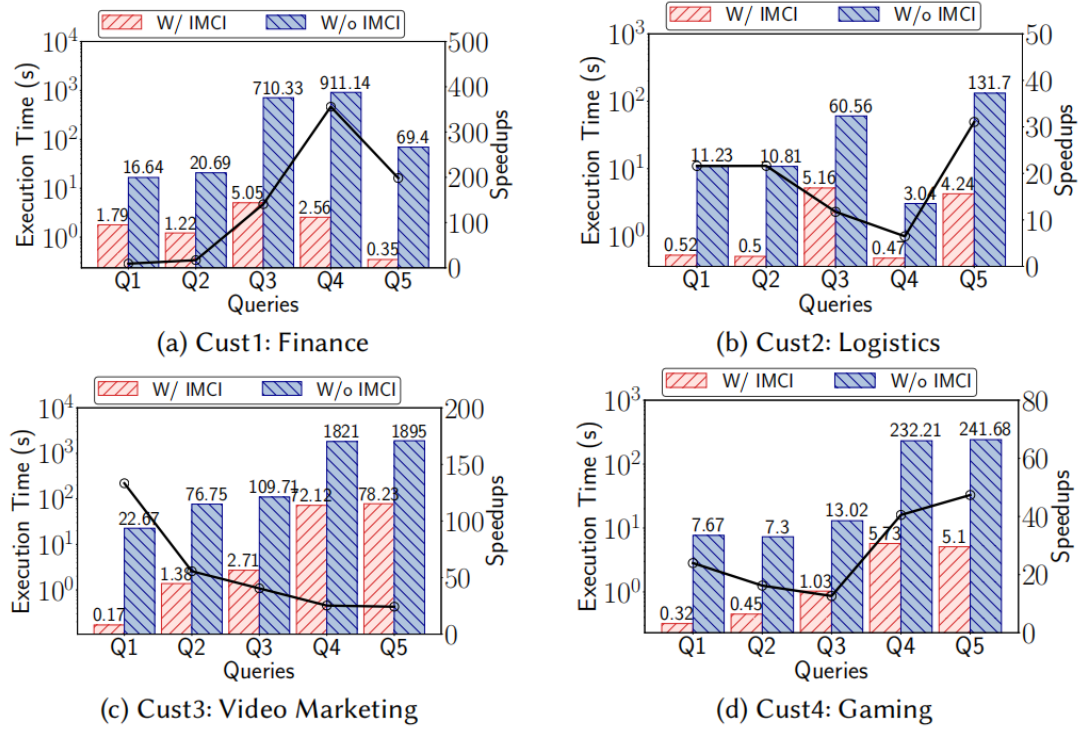 W/ IMCI W/o IMCI
Execution Time (s)
10^4
10^3
10^2
10^1
10^0
1.79 16.64 1.22 20.69 5.05 710.33 2.56 911.14 0.35 69.4
500
400
300
200
100
0
Speedups
Q1 Q2 Q3 Q4 Q5
Queries
(a) Cust1: Finance
W/ IMCI W/o IMCI
Execution Time (s)
10^3
10^2
10^1
10^0
0.52 11.23 0.5 10.81 5.16 60.56 0.47 3.04 4.24 131.7
50
40
30
20
10
0
Speedups
Q1 Q2 Q3 Q4 Q5
Queries
(b) Cust2: Logistics
W/ IMCI W/o IMCI
Execution Time (s)
10^4
10^3
10^2
10^1
10^0
0.17 22.67 1.38 76.75 2.71 109.71 72.12 1821 78.23 1895
200
150
100
50
0
Speedups
Q1 Q2 Q3 Q4 Q5
Queries
(c) Cust3: Video Marketing
W/ IMCI W/o IMCI
Execution Time (s)
10^3
10^2
10^1
10^0
0.32 7.67 0.45 7.3 1.03 13.02 5.73 232.21 5.1 241.68
80
60
40
20
0
Speedups
Q1 Q2 Q3 Q4 Q5
Queries
(d) Cust4: Gaming